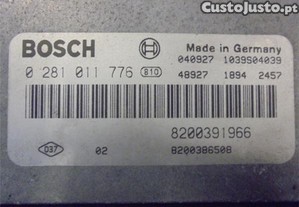 CustoJusto.pt
BOSCH Made in Germany
040927 1039S04039
0 281 011 776 810 48927 1894 2457
8200391966
D37 02 8200386508